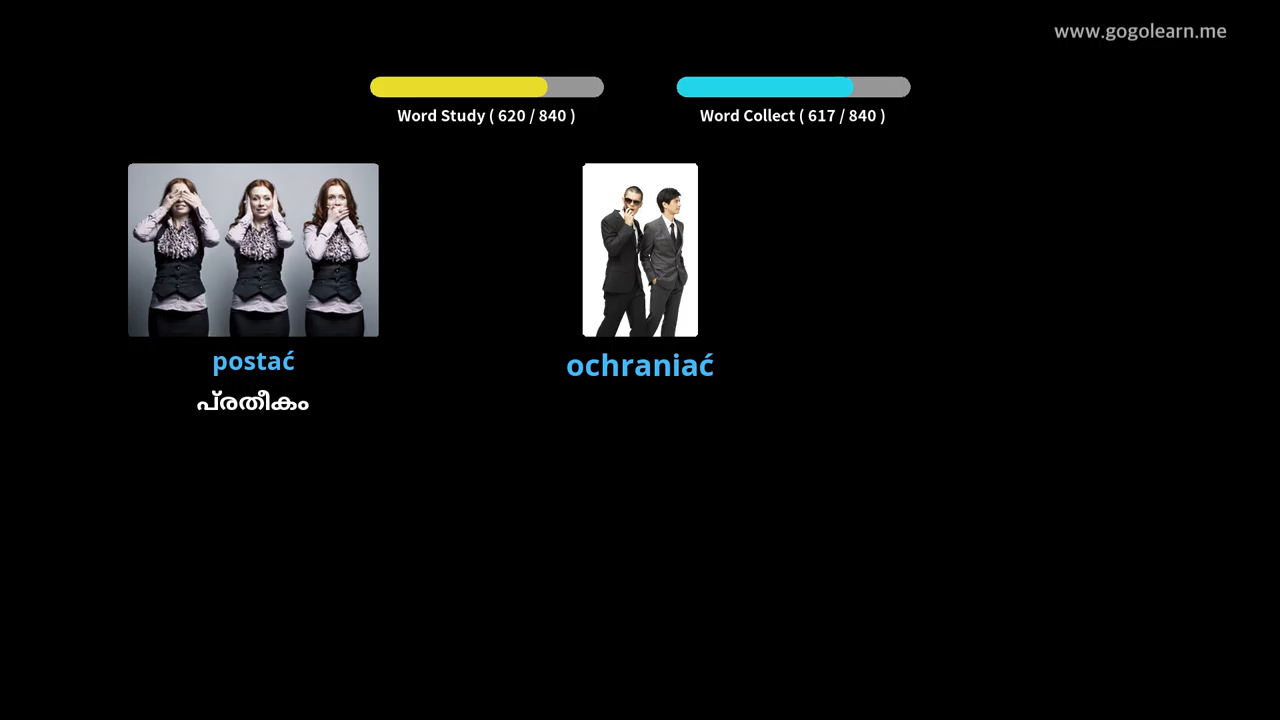 www.gogolearn.me
Word Study ( 620 / 840 )
Word Collect ( 617 / 840 )
postać
പ്രതീകം
ochraniać